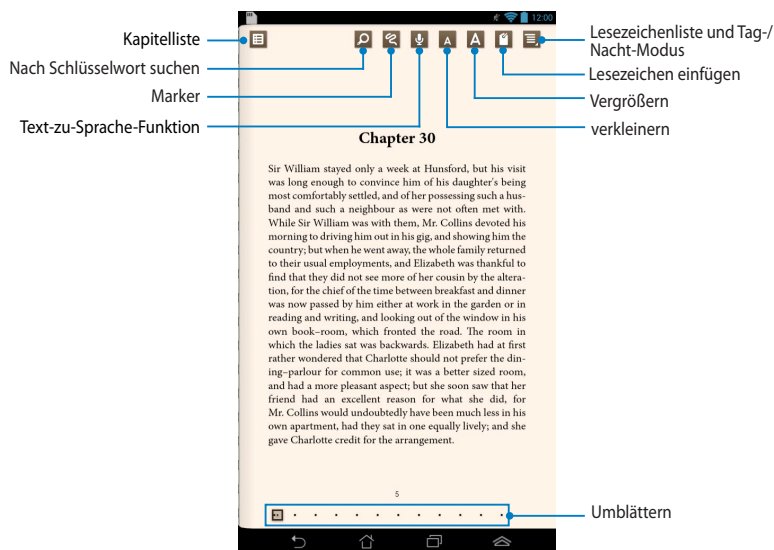 12:00
Kapitelliste
Nach Schlüsselwort suchen
Marker
Text-zu-Sprache-Funktion
Lesezeichenliste und Tag-/
Nacht-Modus
Lesezeichen einfügen
Vergrößern
verkleinern
A
A
Chapter 30
Sir William stayed only a week at Hunsford, but his visit
was long enough to convince him of his daughter's being
most comfortably settled, and of her possessing such a hus-
band and such a neighbour as were not often met with.
While Sir William was with them, Mr. Collins devoted his
morning to driving him out in his gig, and showing him the
country; but when he went away, the whole family returned
to their usual employments, and Elizabeth was thankful to
find that they did not see more of her cousin by the altera-
tion, for the chief of the time between breakfast and dinner
was now passed by him either at work in the garden or in
reading and writing, and looking out of the window in his
own book–room, which fronted the road. The room in
which the ladies sat was backwards. Elizabeth had at first
rather wondered that Charlotte should not prefer the din-
ing–parlour for common use; it was a better sized room,
and had a more pleasant aspect; but she soon saw that her
friend had an excellent reason for what she did, for
Mr. Collins would undoubtedly have been much less in his
own apartment, had they sat in one equally lively; and she
gave Charlotte credit for the arrangement.
5
Umblättern